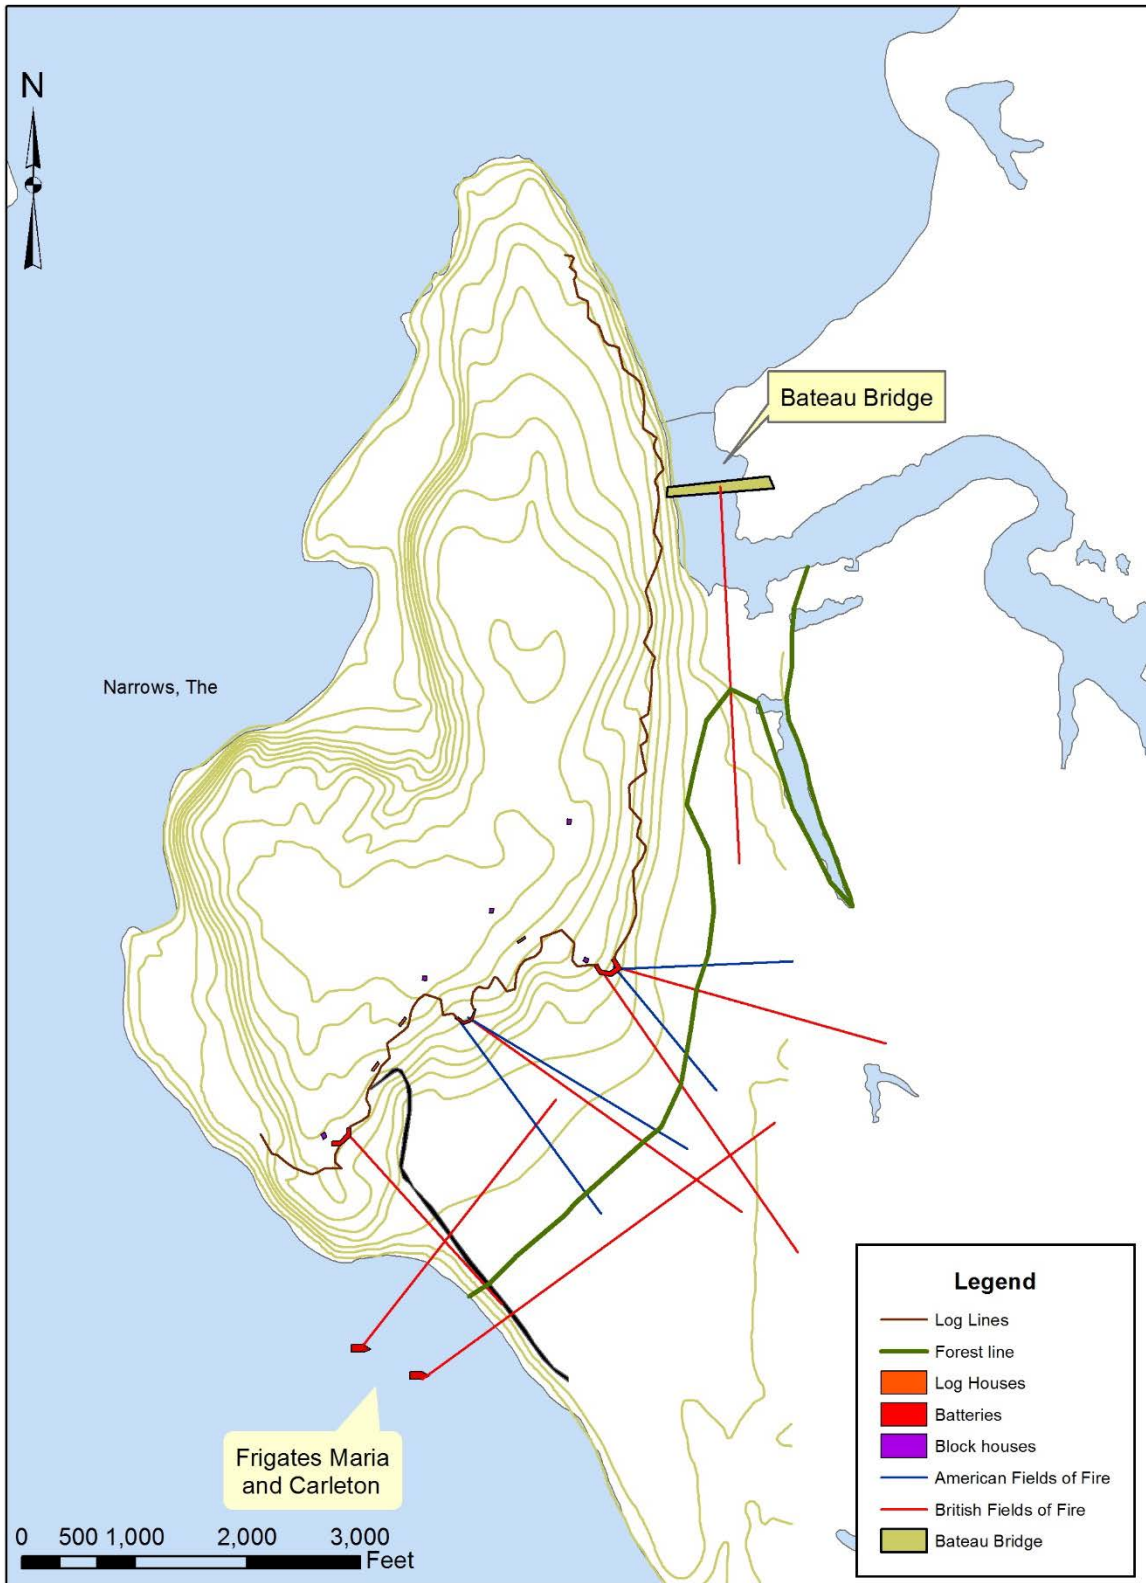 N
Bateau Bridge
Narrows, The
Frigates Maria
and Carleton
0 500 1,000 2,000 3,000
Feet
Legend
Log Lines
Forest line
Log Houses
Batteries
Block houses
American Fields of Fire
British Fields of Fire
Bateau Bridge